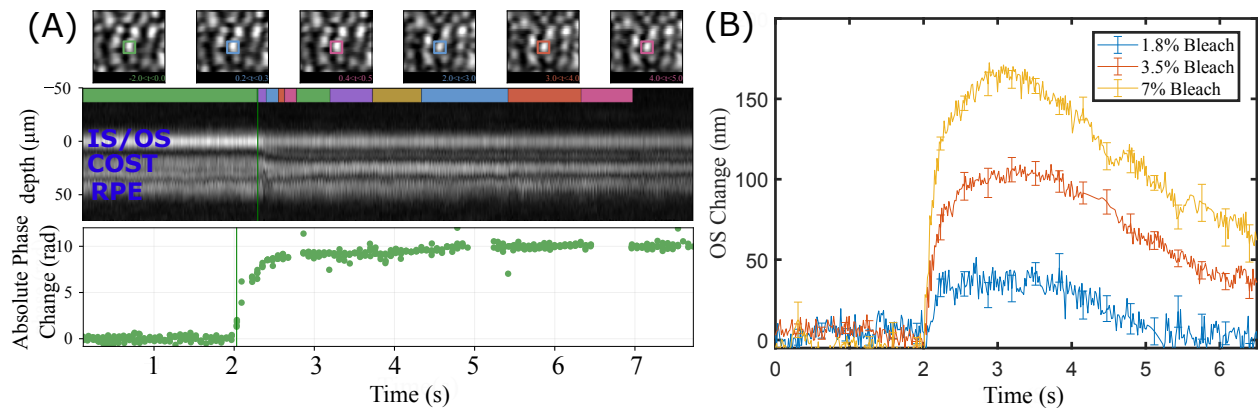 (A)
-2.0<t<0.0
0.2<t<0.3
0.4<t<0.5
2.0<t<3.0
3.0<t<4.0
4.0<t<5.0
−50
0
50
depth (μm)
IS/OS
COST
RPE
10
5
0
Absolute Phase
Change (rad)
1 2 3 4 5 6 7
Time (s)
(B)
1.8% Bleach
3.5% Bleach
7% Bleach
150
100
50
0
OS Change (nm)
0 1 2 3 4 5 6
Time (s)